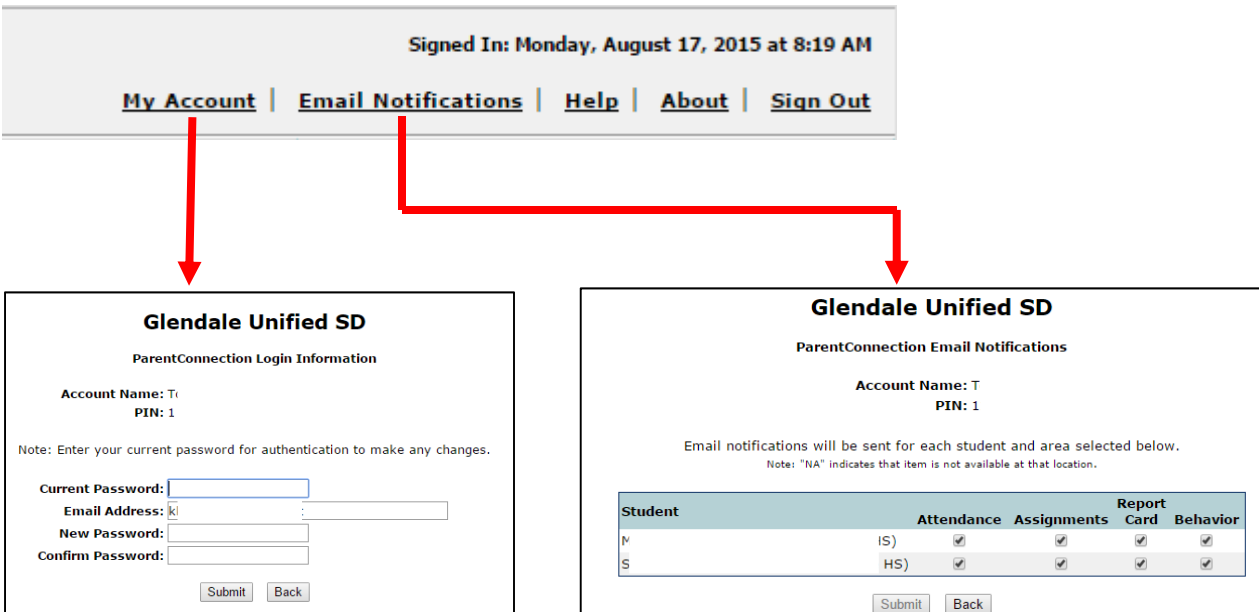 Signed In: Monday, August 17, 2015 at 8:19 AM
My Account | Email Notifications | Help | About | Sign Out
Glendale Unified SD
ParentConnection Login Information
Account Name: T
PIN: 1
Note: Enter your current password for authentication to make any changes.
Current Password:
Email Address: k
New Password:
Confirm Password:
Submit Back
Glendale Unified SD
ParentConnection Email Notifications
Account Name: T
PIN: 1
Email notifications will be sent for each student and area selected below.
Note: "NA" indicates that item is not available at that location.
Student Attendance Assignments Report Card Behavior
M HS)
S HS)
Submit Back